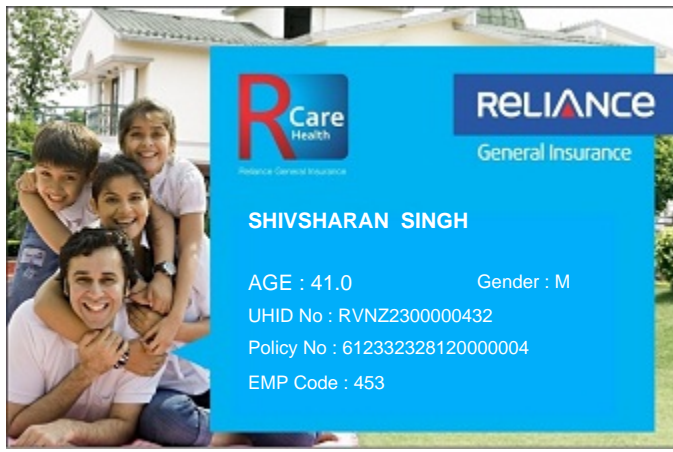 R Care
Health
Reliance General Insurance
RELIANCE
General Insurance
SHIVSHARAN SINGH
AGE : 41.0 Gender : M
UHID No : RVNZ2300000432
Policy No : 612332328120000004
EMP Code : 453